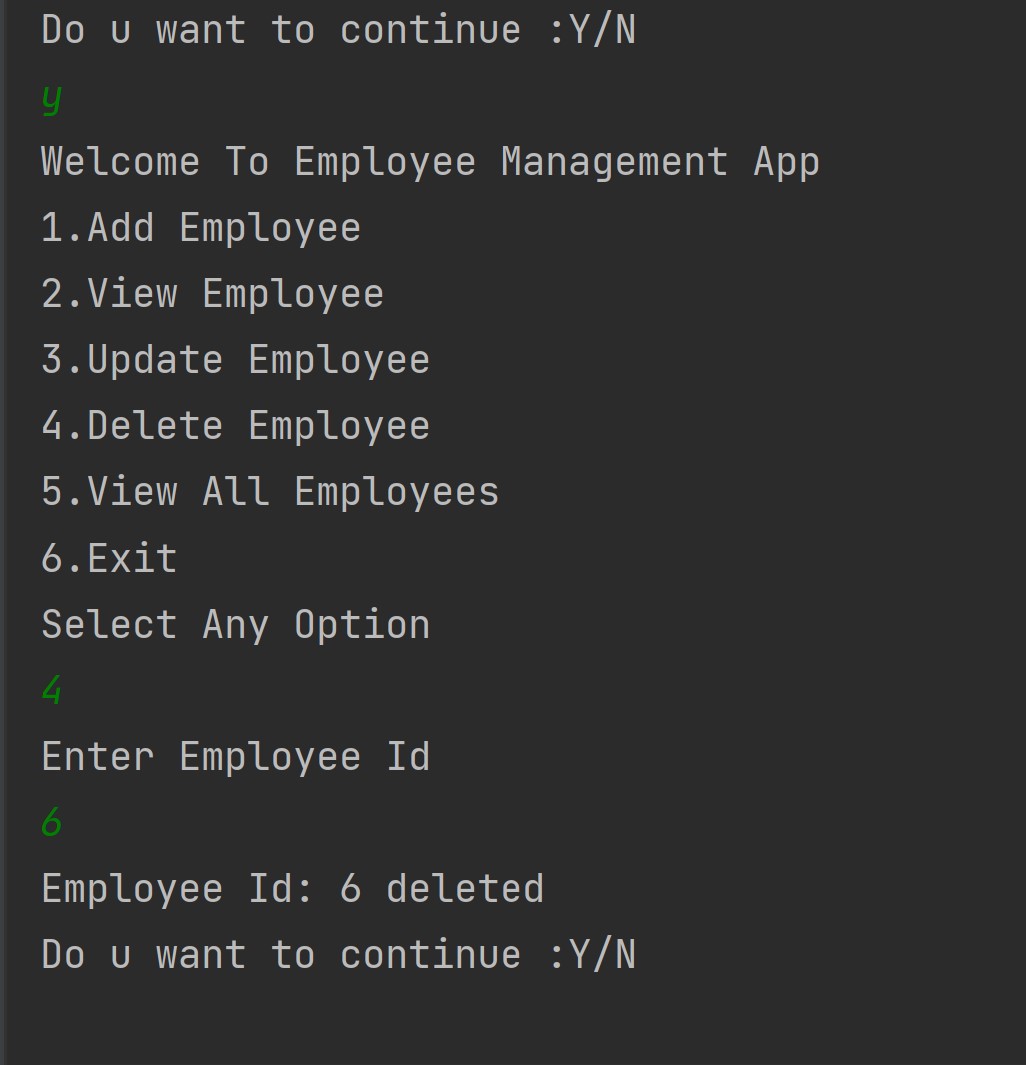 Do u want to continue :Y/N
y
Welcome To Employee Management App
1.Add Employee
2.View Employee
3.Update Employee
4.Delete Employee
5.View All Employees
6.Exit
Select Any Option
4
Enter Employee Id
6
Employee Id: 6 deleted
Do u want to continue :Y/N